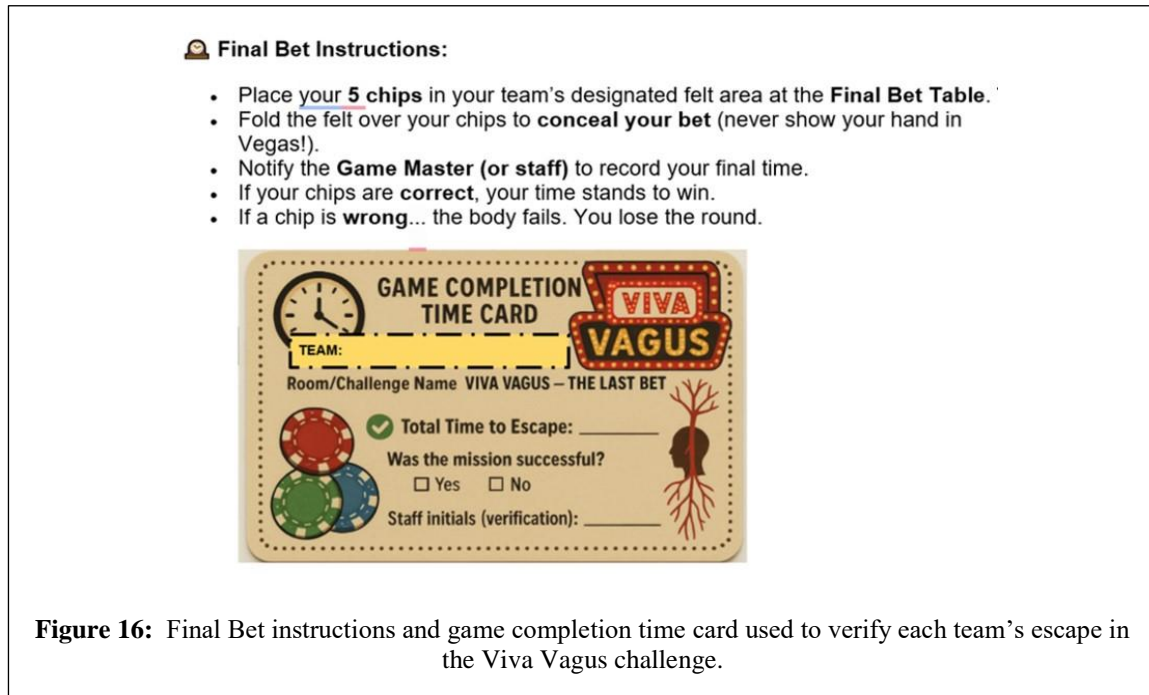 Final Bet Instructions:
• Place your 5 chips in your team's designated felt area at the Final Bet Table.
• Fold the felt over your chips to conceal your bet (never show your hand in
Vegas!).
• Notify the Game Master (or staff) to record your final time.
• If your chips are correct, your time stands to win.
• If a chip is wrong... the body fails. You lose the round.
GAME COMPLETION
TIME CARD
VIVA
VAGUS
TEAM:
Room/Challenge Name VIVA VAGUS – THE LAST BET
Total Time to Escape: ________
Was the mission successful?
☐ Yes ☐ No
Staff initials (verification): ________
Figure 16: Final Bet instructions and game completion time card used to verify each team's escape in
the Viva Vagus challenge.